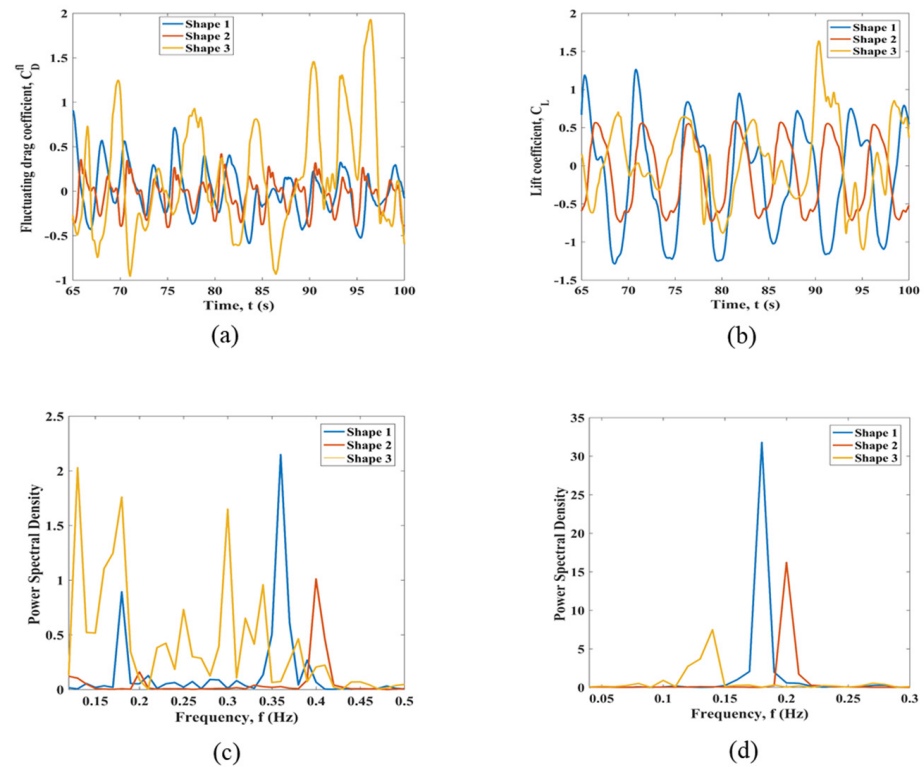 Fluctuating drag coefficient, C_D^fl
2
1.5
1
0.5
0
-0.5
-1
Shape 1
Shape 2
Shape 3
65 70 75 80 85 90 95 100
Time, t (s)
(a)
Lift coefficient, C_L
2
1.5
1
0.5
0
-0.5
-1
-1.5
Shape 1
Shape 2
Shape 3
65 70 75 80 85 90 95 100
Time, t (s)
(b)
Power Spectral Density
2.5
2
1.5
1
0.5
0
Shape 1
Shape 2
Shape 3
0.15 0.2 0.25 0.3 0.35 0.4 0.45 0.5
Frequency, f (Hz)
(c)
Power Spectral Density
35
30
25
20
15
10
5
0
Shape 1
Shape 2
Shape 3
0.05 0.1 0.15 0.2 0.25 0.3
Frequency, f (Hz)
(d)